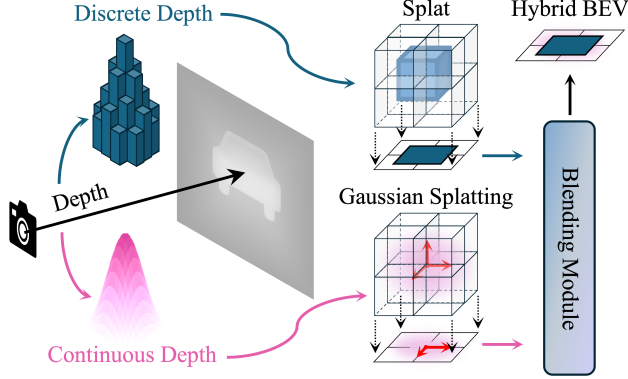 Discrete Depth
Splat
Hybrid BEV
Depth
Gaussian Splatting
Blending Module
Continuous Depth